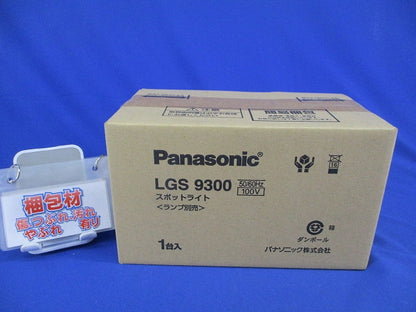 Panasonic
LGS 9300 50/60Hz 100V
スポットライト
<ランプ別売>
1台入
ダンボール
パナソニック株式会社
梱包材
傷つぶれ汚れ
やぶれ 有り